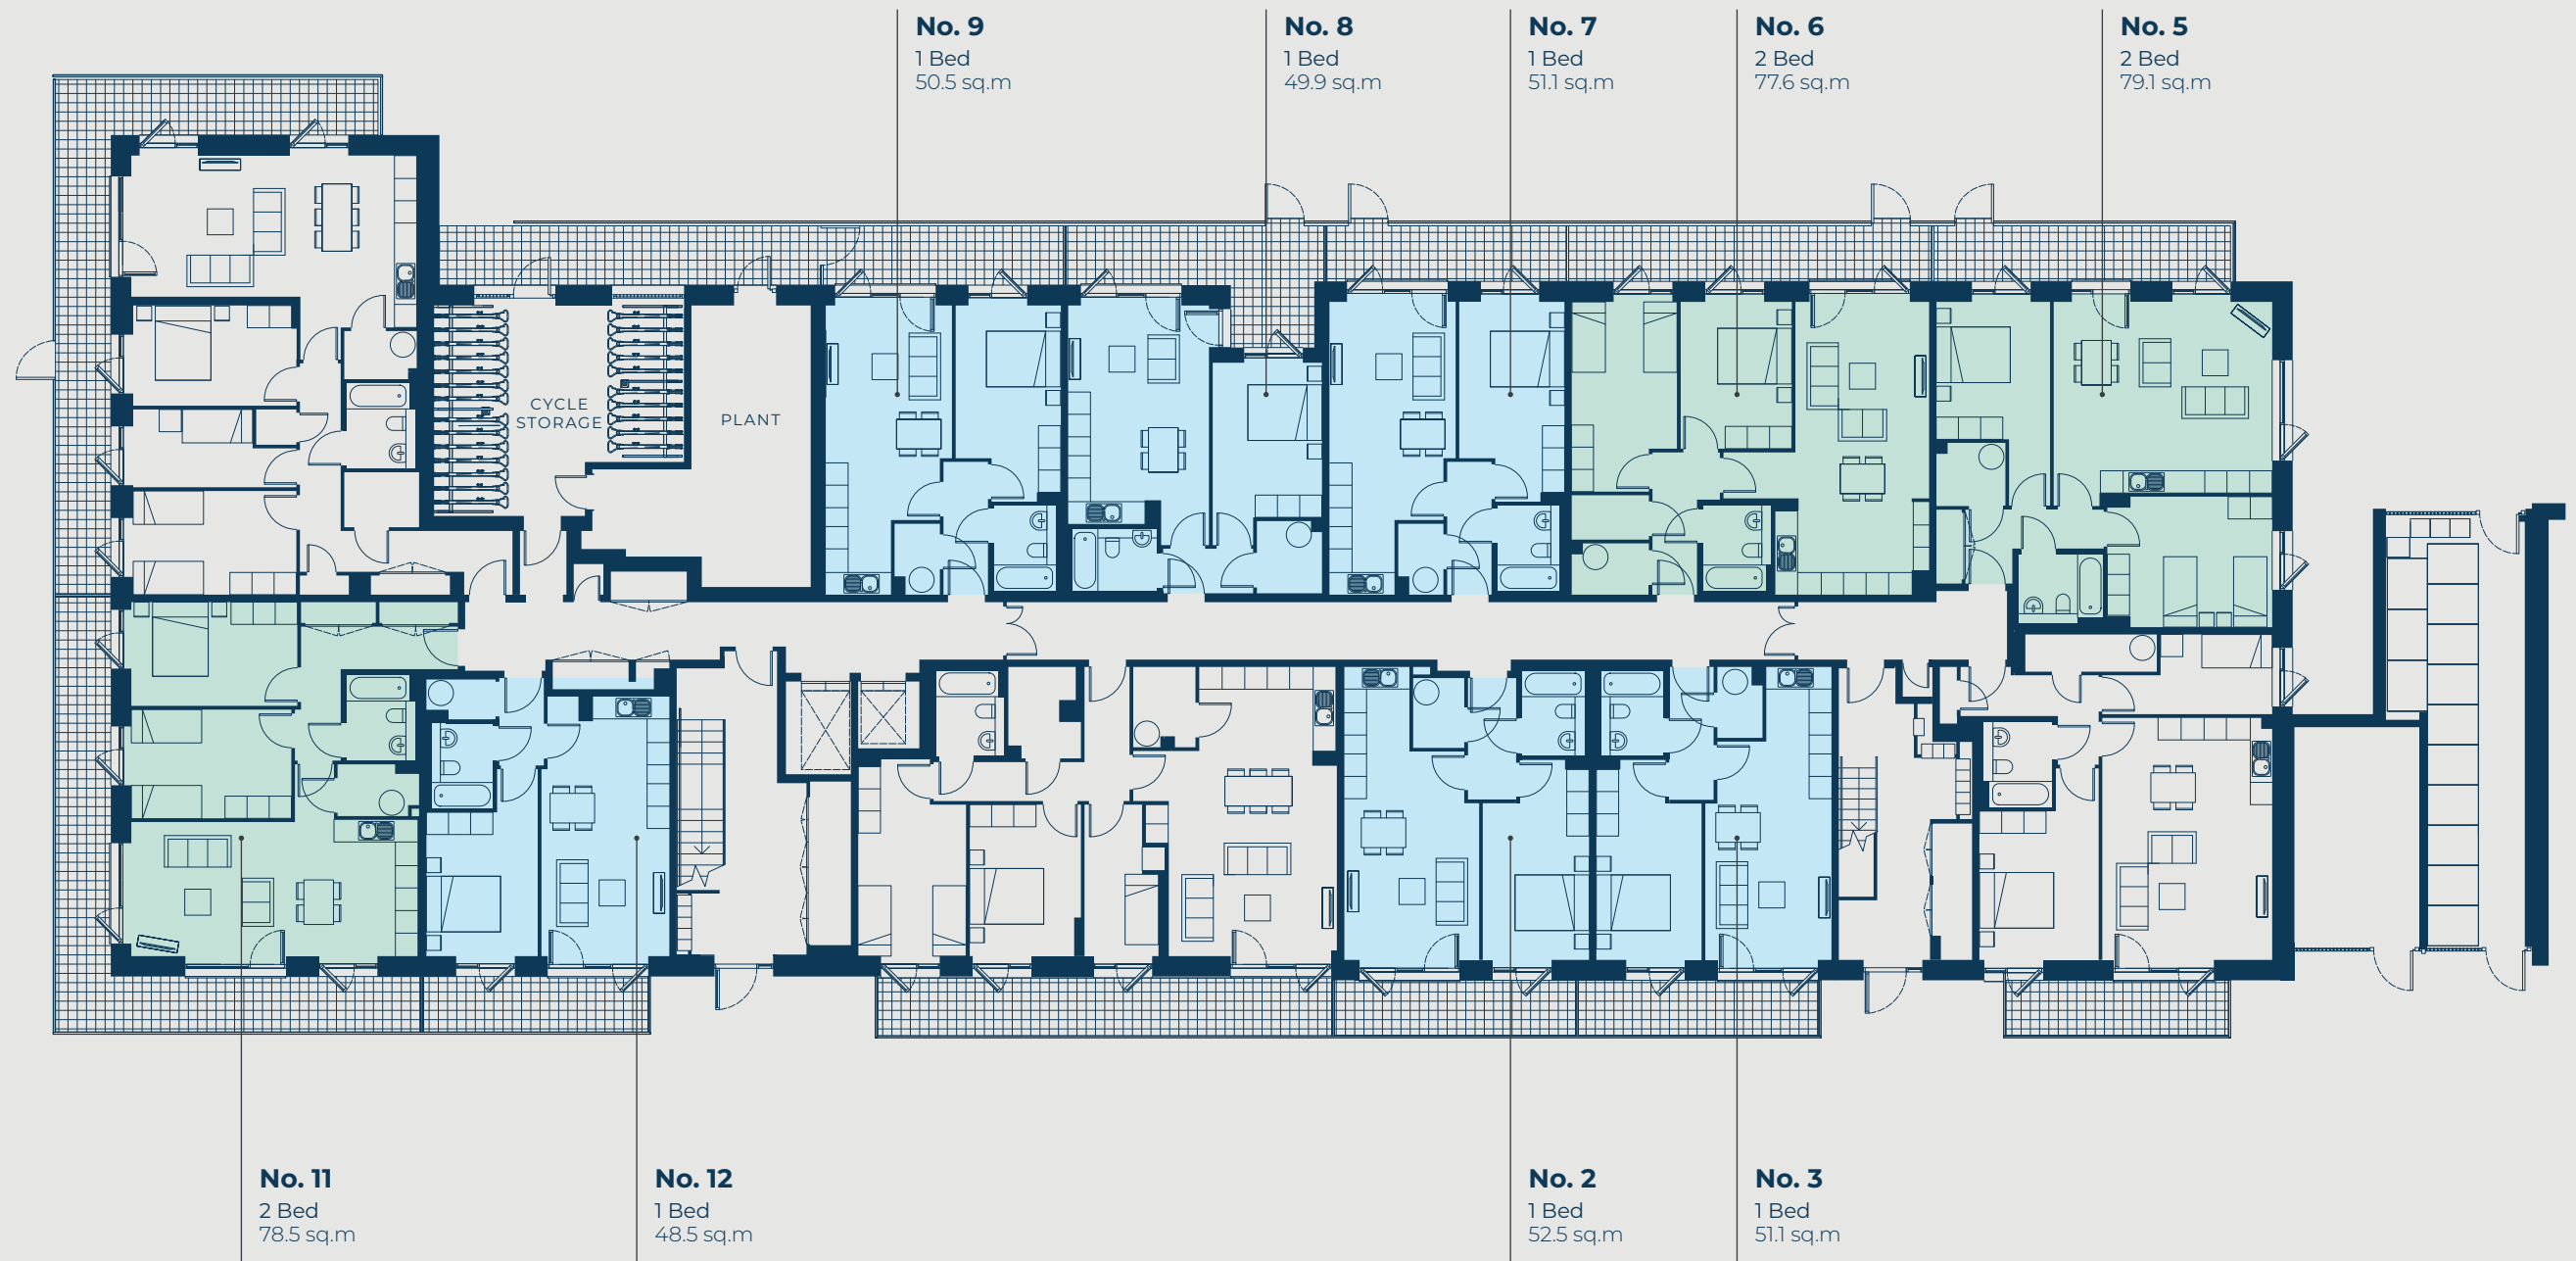 No. 9
1 Bed
50.5 sq.m
No. 8
1 Bed
49.9 sq.m
No. 7
1 Bed
51.1 sq.m
No. 6
2 Bed
77.6 sq.m
No. 5
2 Bed
79.1 sq.m
CYCLE
STORAGE
PLANT
No. 11
2 Bed
78.5 sq.m
No. 12
1 Bed
48.5 sq.m
No. 2
1 Bed
52.5 sq.m
No. 3
1 Bed
51.1 sq.m